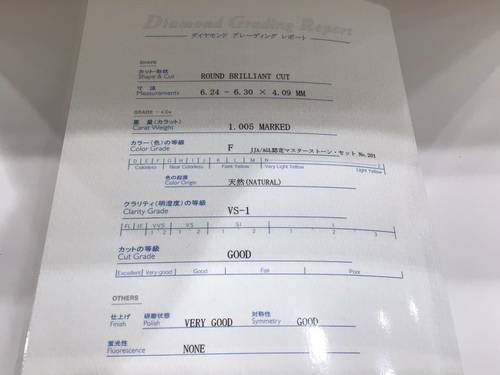 Diamond Grading Report
ダイヤモンド グレーディング レポート
SHAPE
カット・形状
Shape & Cut ROUND BRILLIANT CUT
寸 法
Measurements 6.24 - 6.30 × 4.09 MM
GRADE
重 量(カラット)
Carat Weight 1.005 MARKED
カラー(色)の等級
Color Grade F JJA/AGL認定マスターストーン・セット No.201
D E F G H I J K L M N Z
Colorless Near Colorless Faint Yellow Very Light Yellow Light Yellow
色の起源
Color Origin 天然(NATURAL)
クラリティ(明澄度)の等級
Clarity Grade VS-1
FL IF VVS VS SI I
1 2 1 2 1 2 1 2 3
カットの等級
Cut Grade GOOD
Excellent Very good Good Fair Poor
OTHERS
仕上げ 研磨状態 対称性
Finish Polish VERY GOOD Symmetry GOOD
蛍光性
Fluorescence NONE